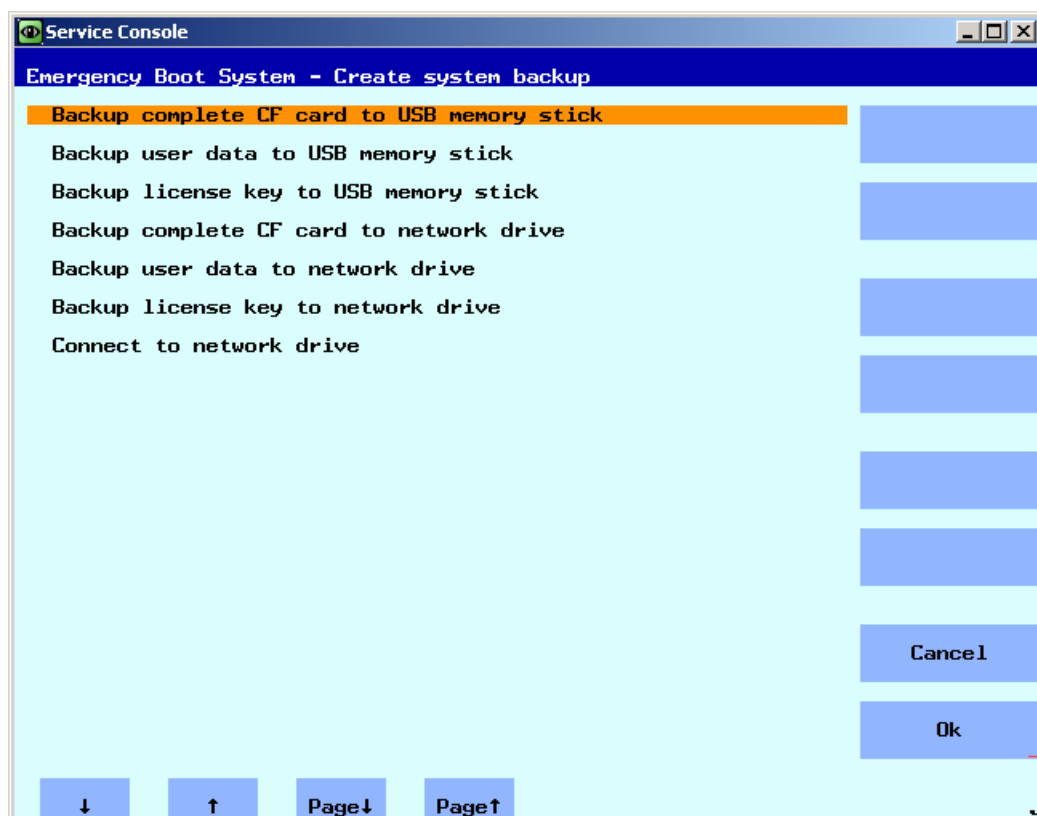 Service Console
Emergency Boot System - Create system backup
Backup complete CF card to USB memory stick
Backup user data to USB memory stick
Backup license key to USB memory stick
Backup complete CF card to network drive
Backup user data to network drive
Backup license key to network drive
Connect to network drive
Cancel
Ok
↓ ↑ Page↓ Page↑